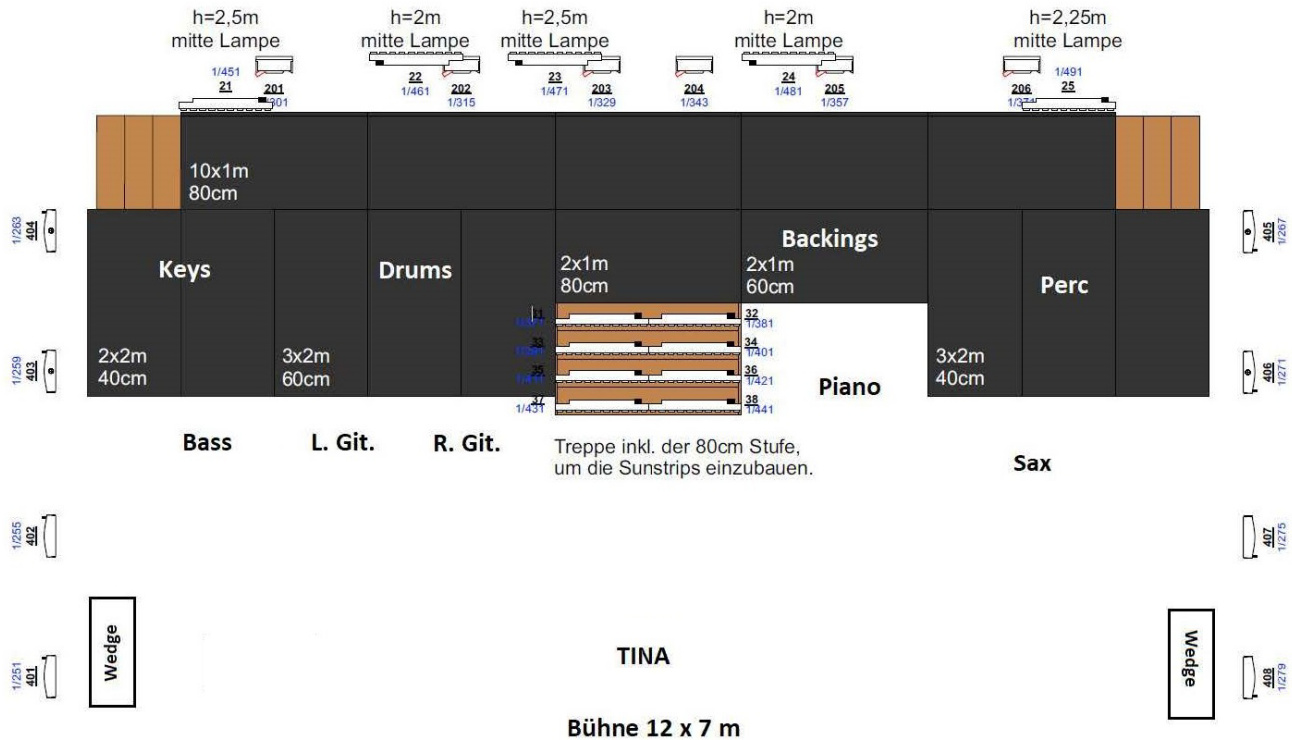 h=2,5m
mitte Lampe
h=2m
mitte Lampe
h=2,5m
mitte Lampe
h=2m
mitte Lampe
h=2,25m
mitte Lampe
1/451
21
201
22
1/461
202
1/315
23
1/471
203
1/329
204
1/343
24
1/481
205
1/357
206
1/491
25
10x1m
80cm
1/263
404
405
1/267
Keys
Drums
Backings
Perc
2x1m
80cm
2x1m
60cm
32
1/381
34
1/401
36
1/421
37
1/431
38
1/441
1/259
403
406
1/271
2x2m
40cm
3x2m
60cm
Piano
3x2m
40cm
Bass
L. Git.
R. Git.
Treppe inkl. der 80cm Stufe,
um die Sunstrips einzubauen.
Sax
1/255
402
407
1/275
Wedge
Wedge
1/251
401
TINA
408
1/279
Bühne 12 x 7 m